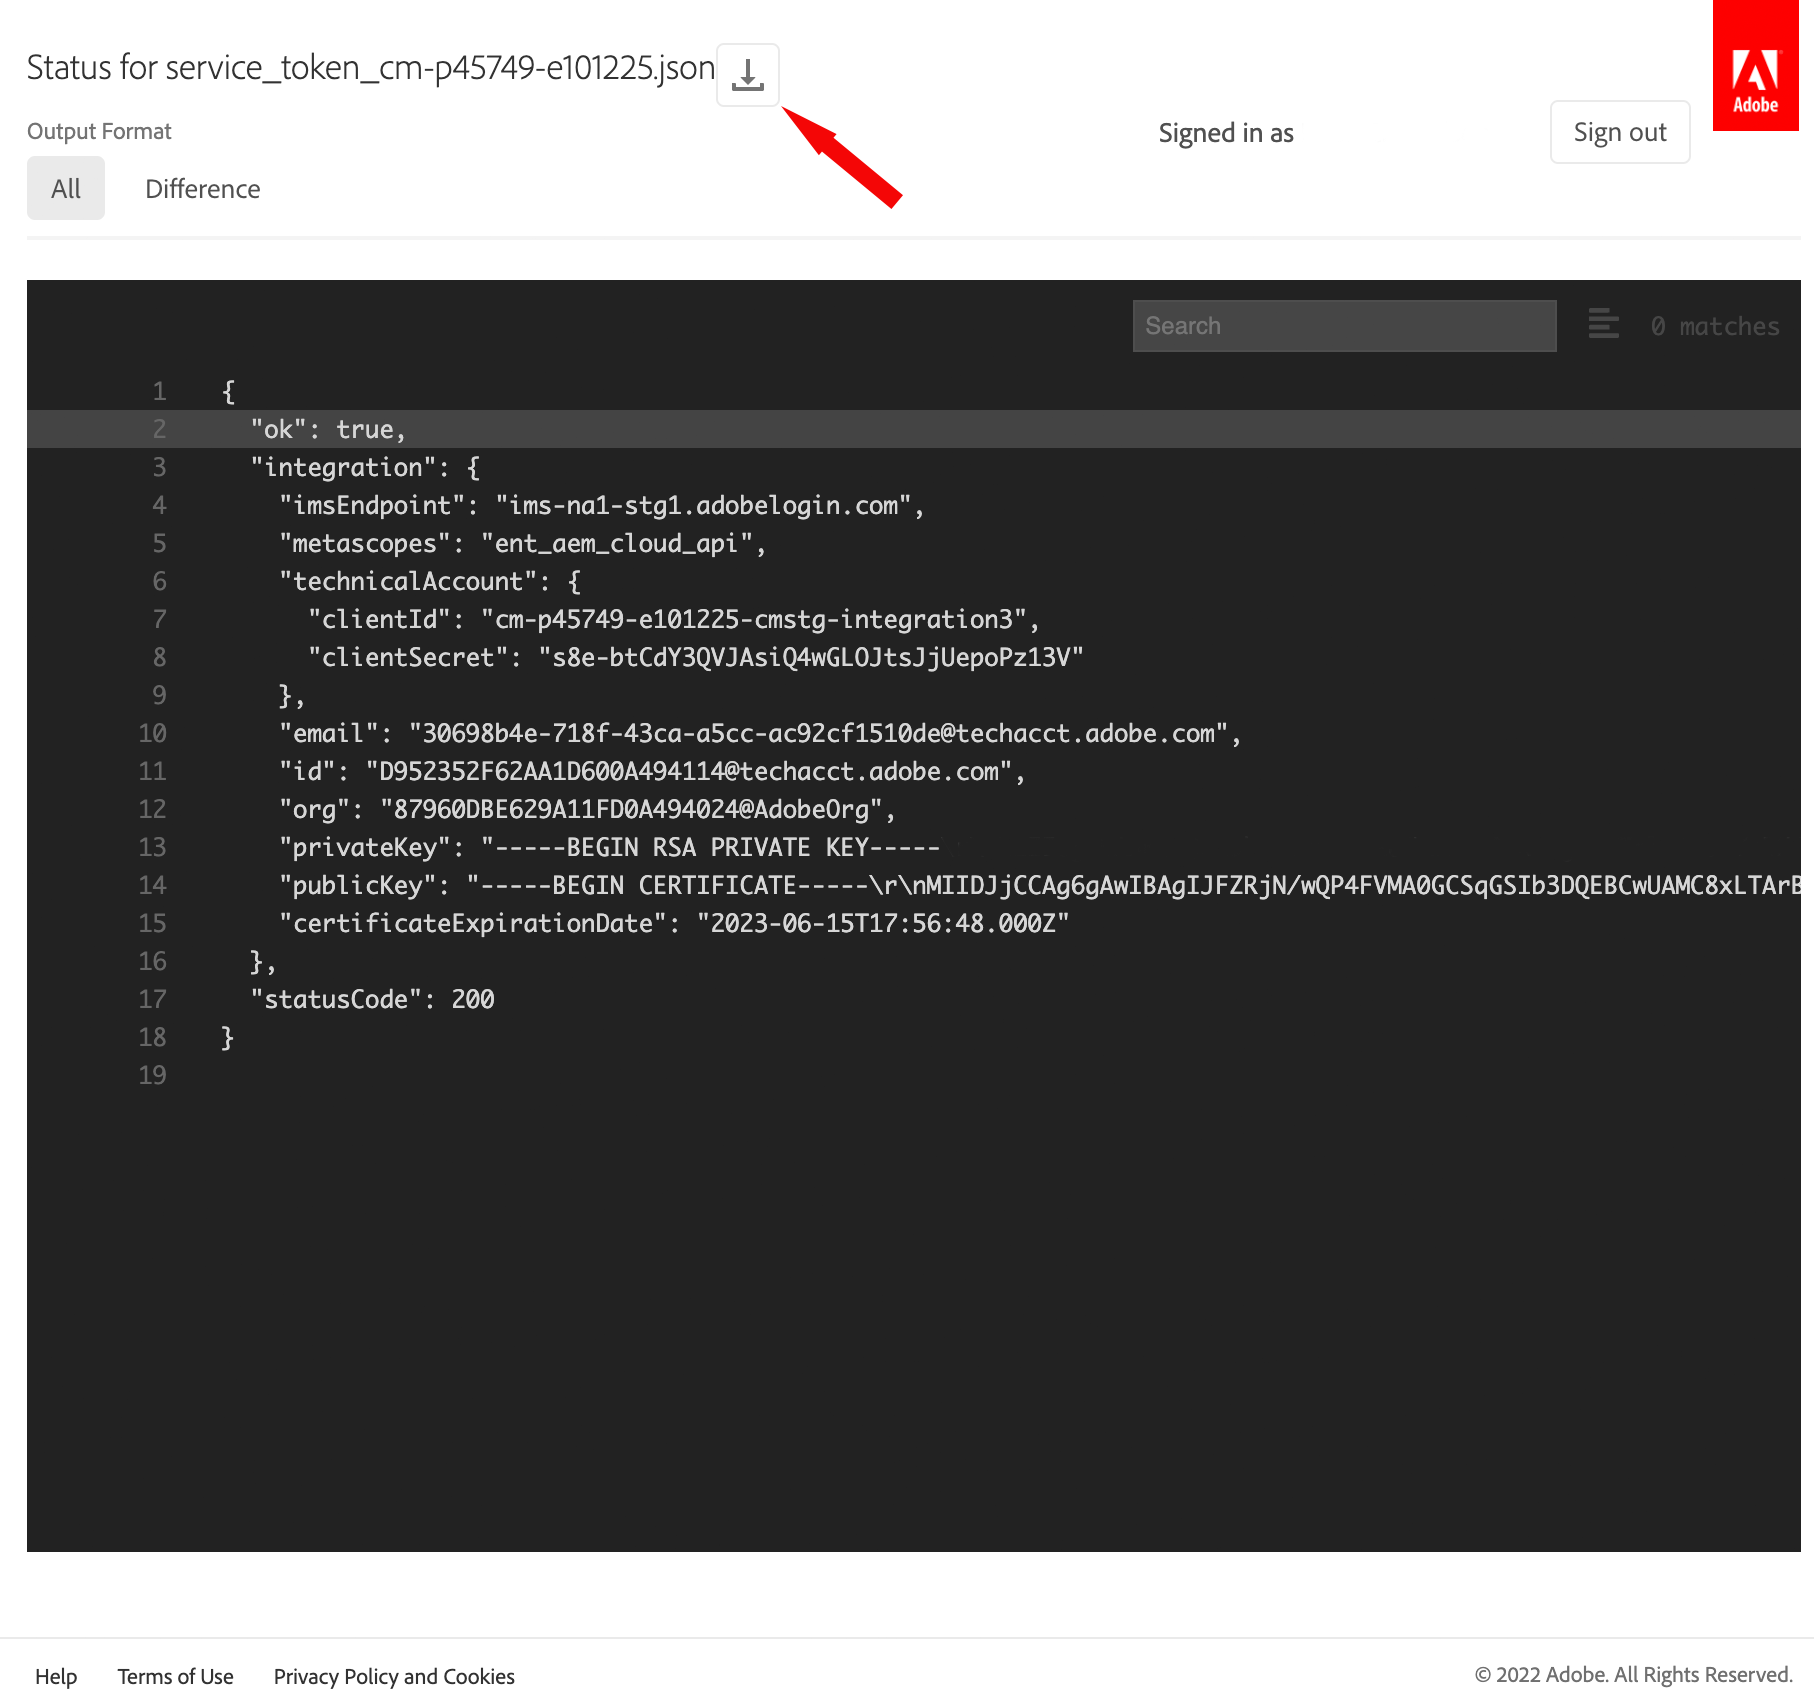 Status for service_token_cm-p45749-e101225.json
Adobe
Output Format
Signed in as
Sign out
All
Difference
Search
0 matches
1 {
2 "ok": true,
3 "integration": {
4 "imsEndpoint": "ims-na1-stg1.adobelogin.com",
5 "metascopes": "ent_aem_cloud_api",
6 "technicalAccount": {
7 "clientId": "cm-p45749-e101225-cmstg-integration3",
8 "clientSecret": "s8e-btCdY3QVJAsiQ4wGLOJtsJjUepoPz13V"
9 },
10 "email": "30698b4e-718f-43ca-a5cc-ac92cf1510de@techacct.adobe.com",
11 "id": "D952352F62AA1D600A494114@techacct.adobe.com",
12 "org": "87960DBE629A11FD0A494024@AdobeOrg",
13 "privateKey": "-----BEGIN RSA PRIVATE KEY-----
14 "publicKey": "-----BEGIN CERTIFICATE-----\r\nMIIDJjCCAg6gAwIBAgIJFZRjN/wQP4FVMA0GCSqGSIb3DQEBCwUAMC8xLTArB
15 "certificateExpirationDate": "2023-06-15T17:56:48.000Z"
16 },
17 "statusCode": 200
18 }
19
Help
Terms of Use
Privacy Policy and Cookies
© 2022 Adobe. All Rights Reserved.